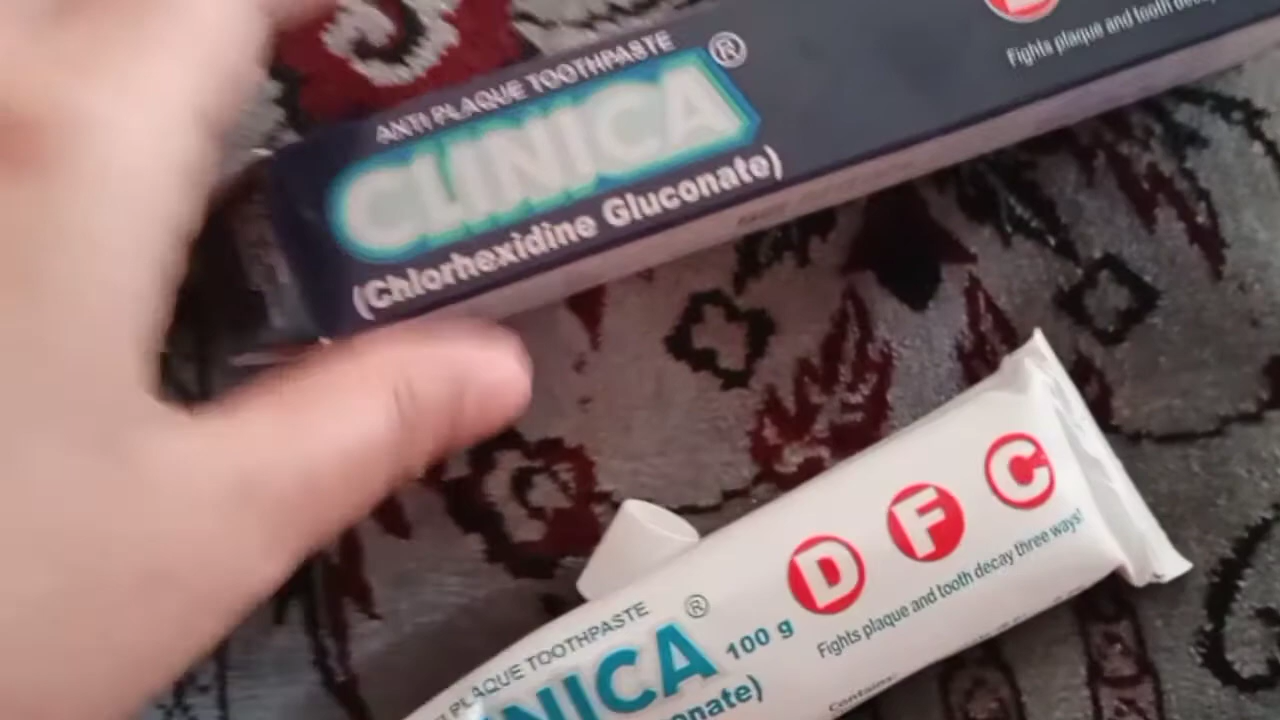 ANTI PLAQUE TOOTHPASTE
CLINICA®
(Chlorhexidine Gluconate)
Fights plaque and tooth decay
D F C
Fights plaque and tooth decay three ways!
PLAQUE TOOTHPASTE
NICA® 100 g
onate)
Contains: